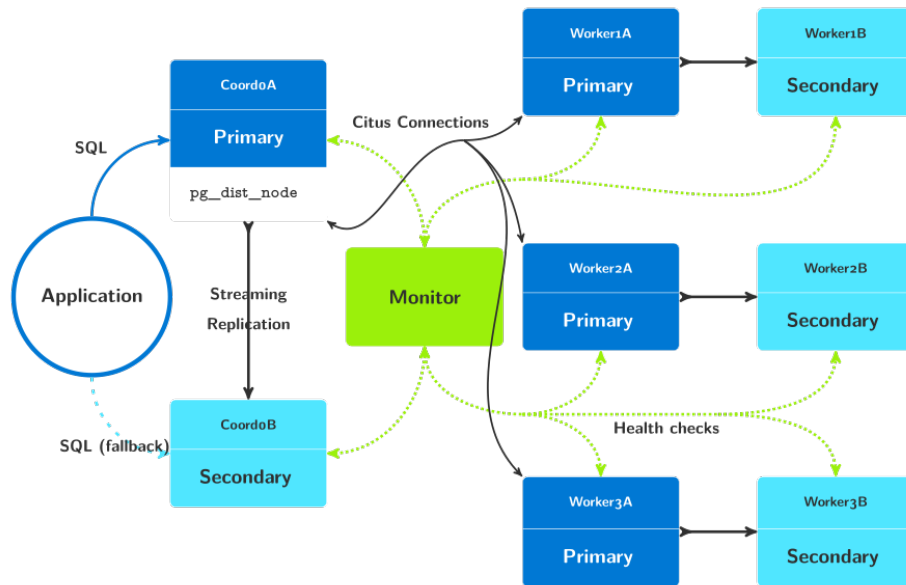 Worker1A
Primary
Worker1B
Secondary
Coord0A
Primary
pg_dist_node
Citus Connections
SQL
Application
Streaming
Replication
Monitor
Worker2A
Primary
Worker2B
Secondary
SQL (fallback)
Coord0B
Secondary
Health checks
Worker3A
Primary
Worker3B
Secondary